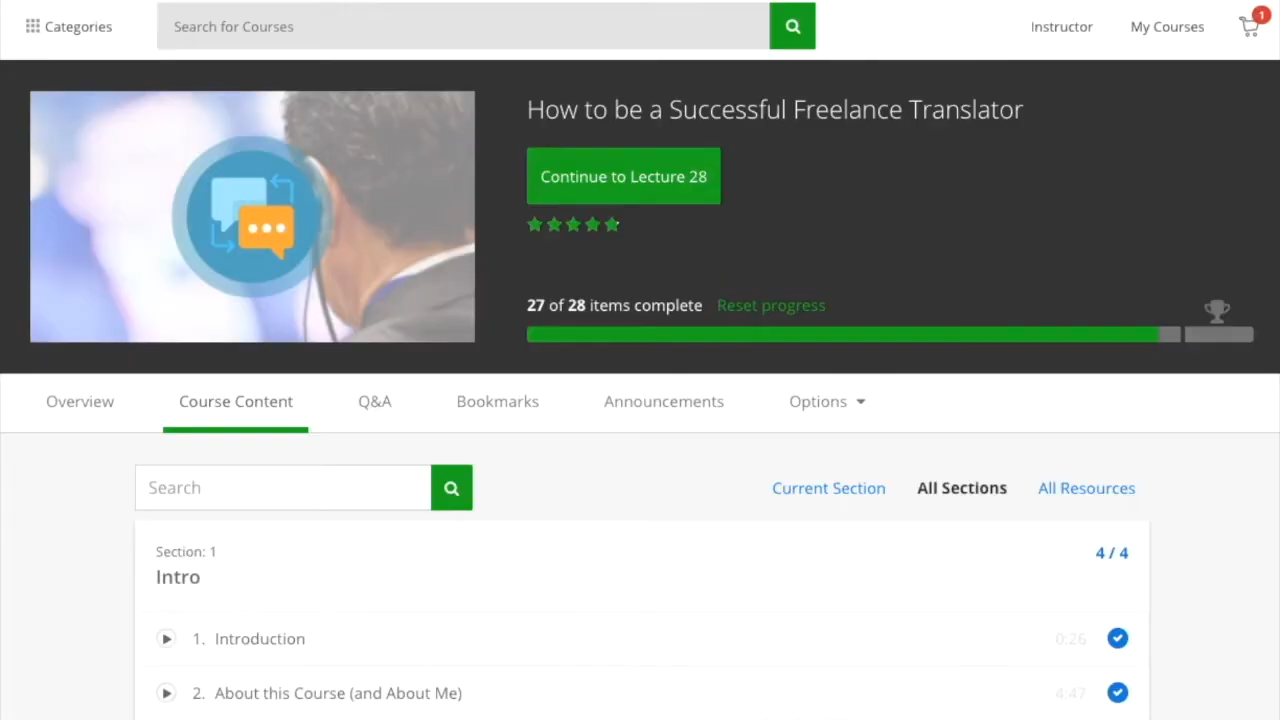 Categories
Search for Courses
Instructor
My Courses
1
How to be a Successful Freelance Translator
Continue to Lecture 28
27 of 28 items complete Reset progress
Overview
Course Content
Q&A
Bookmarks
Announcements
Options
Search
Current Section
All Sections
All Resources
Section: 1
4 / 4
Intro
1. Introduction
0:26
2. About this Course (and About Me)
4:47